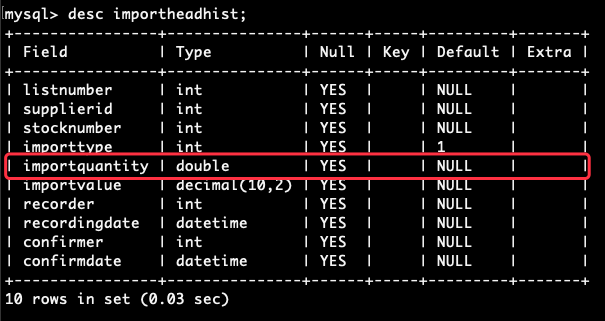 mysql> desc importheadhist;
+----------------+---------------+------+-----+---------+-------+
| Field          | Type          | Null | Key | Default | Extra |
+----------------+---------------+------+-----+---------+-------+
| listnumber     | int           | YES  |     | NULL    |       |
| supplierid     | int           | YES  |     | NULL    |       |
| stocknumber    | int           | YES  |     | NULL    |       |
| importtype     | int           | YES  |     | 1       |       |
| importquantity | double        | YES  |     | NULL    |       |
| importvalue    | decimal(10,2) | YES  |     | NULL    |       |
| recorder       | int           | YES  |     | NULL    |       |
| recordingdate  | datetime      | YES  |     | NULL    |       |
| confirmer      | int           | YES  |     | NULL    |       |
| confirmdate    | datetime      | YES  |     | NULL    |       |
+----------------+---------------+------+-----+---------+-------+
10 rows in set (0.03 sec)